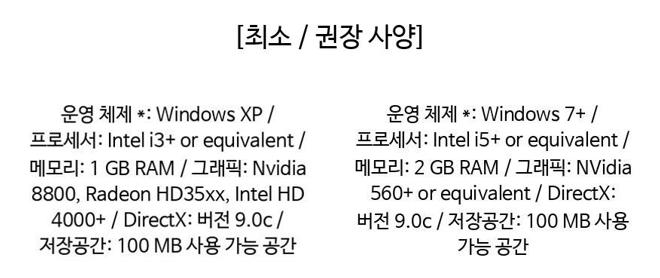 [최소 / 권장 사양]
운영 체제 *: Windows XP /
프로세서: Intel i3+ or equivalent /
메모리: 1 GB RAM / 그래픽: Nvidia
8800, Radeon HD35xx, Intel HD
4000+ / DirectX: 버전 9.0c /
저장공간: 100 MB 사용 가능 공간
운영 체제 *: Windows 7+ /
프로세서: Intel i5+ or equivalent /
메모리: 2 GB RAM / 그래픽: NVidia
560+ or equivalent / DirectX:
버전 9.0c / 저장공간: 100 MB 사용
가능 공간